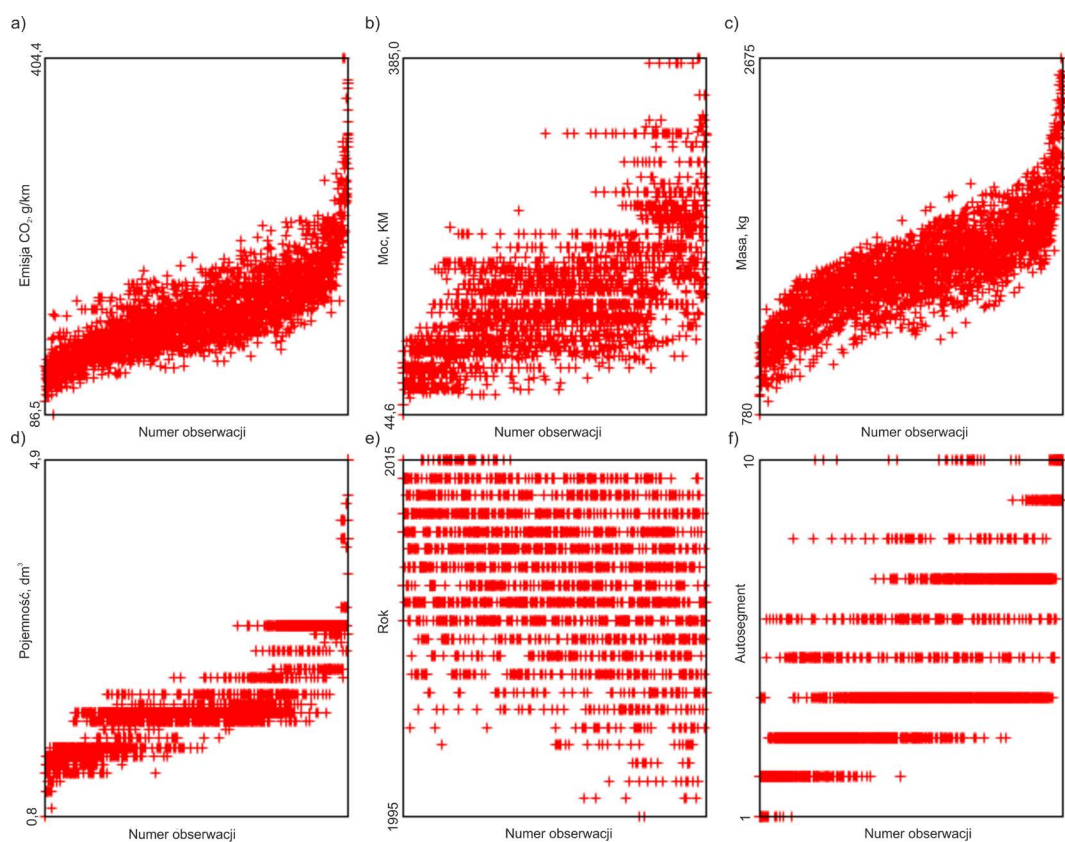 a)
404,4
Emisja CO₂, g/km
86,5
Numer obserwacji
b)
385,0
Moc, KM
44,6
Numer obserwacji
c)
2675
Masa, kg
780
Numer obserwacji
d)
4,9
Pojemność, dm³
0,8
Numer obserwacji
e)
2015
Rok
1995
Numer obserwacji
f)
10
Autosegment
1
Numer obserwacji